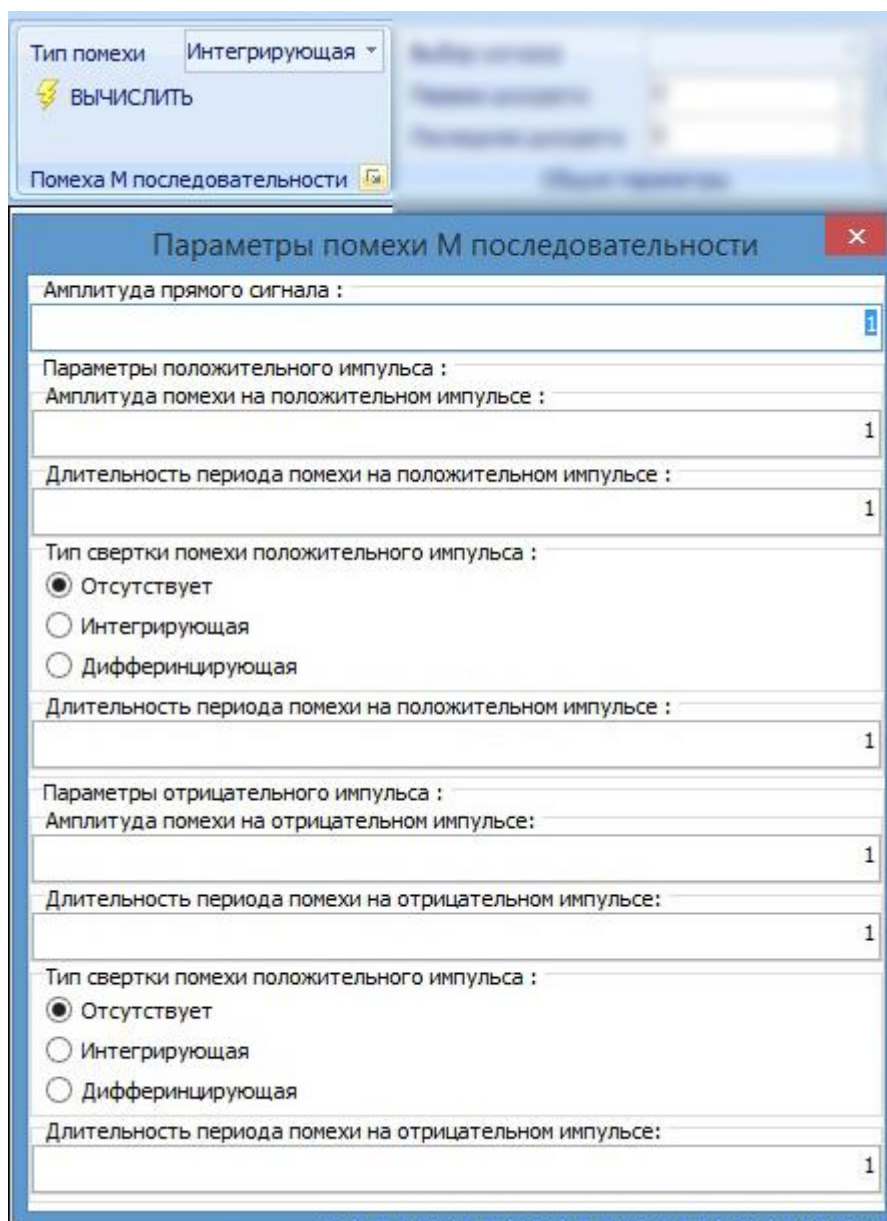 Тип помехи Интегрирующая
ВЫЧИСЛИТЬ
Помеха М последовательности
Параметры помехи М последовательности
Амплитуда прямого сигнала :
1
Параметры положительного импульса :
Амплитуда помехи на положительном импульсе :
1
Длительность периода помехи на положительном импульсе :
1
Тип свертки помехи положительного импульса :
Отсутствует
Интегрирующая
Дифферинцирующая
Длительность периода помехи на положительном импульсе :
1
Параметры отрицательного импульса :
Амплитуда помехи на отрицательном импульсе:
1
Длительность периода помехи на отрицательном импульсе:
1
Тип свертки помехи положительного импульса :
Отсутствует
Интегрирующая
Дифферинцирующая
Длительность периода помехи на отрицательном импульсе:
1